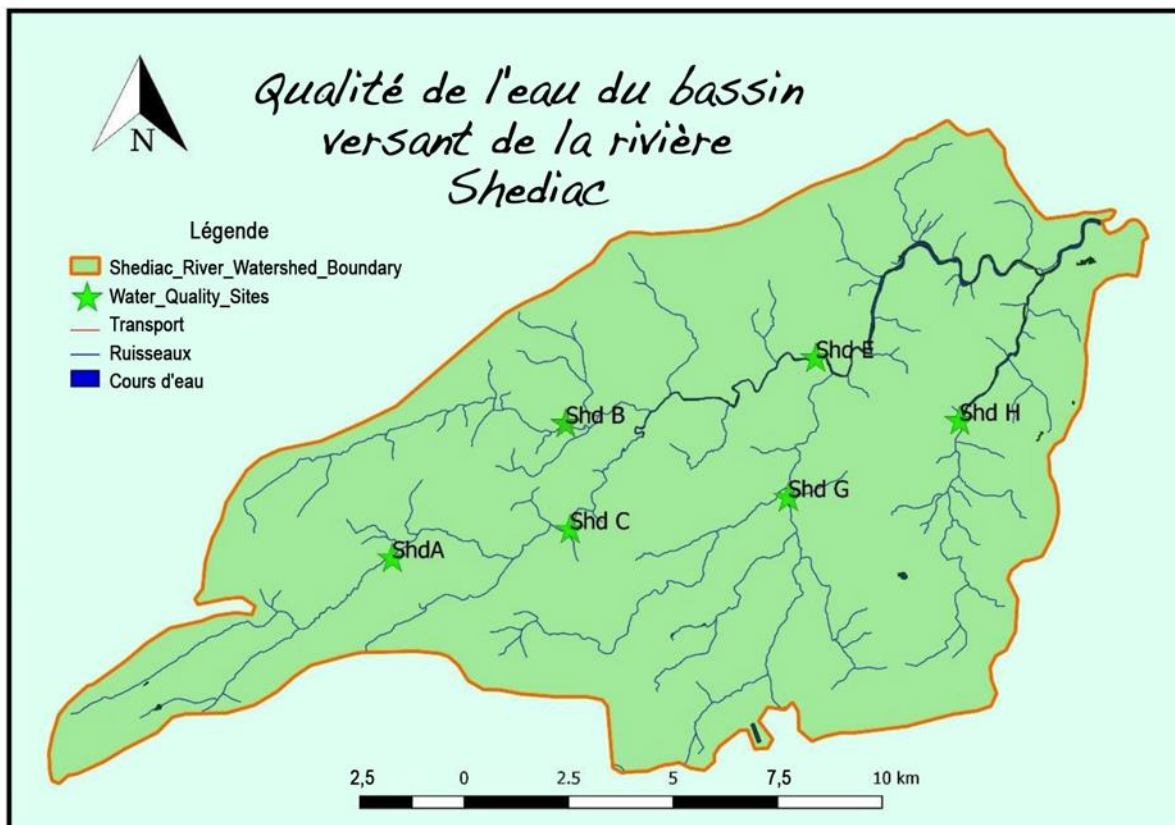 Qualité de l'eau du bassin
versant de la rivière
Shediac
N
Légende
Shediac_River_Watershed_Boundary
Water_Quality_Sites
Transport
Ruisseaux
Cours d'eau
Shd E
Shd B
Shd H
Shd G
Shd C
ShdA
2,5 0 2.5 5 7,5 10 km